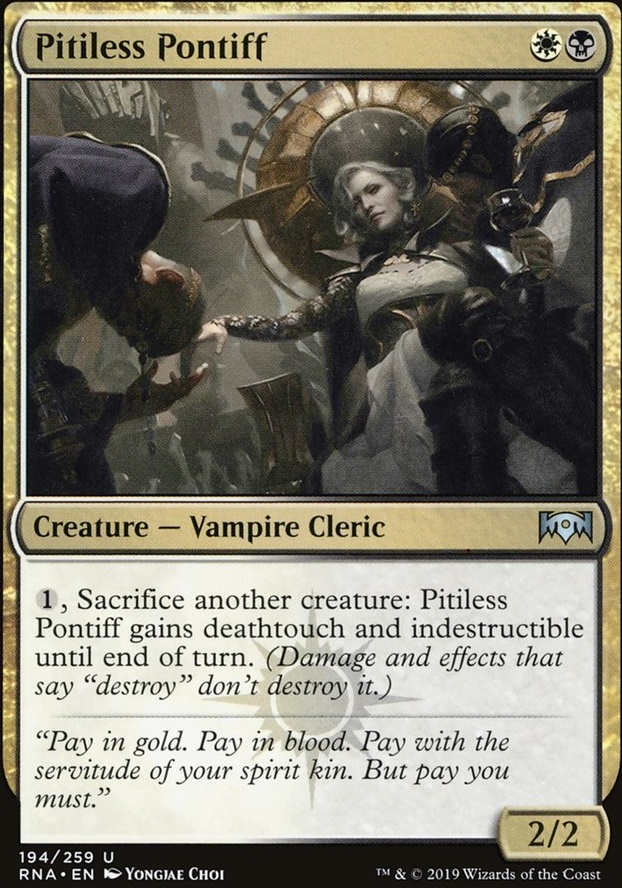 Pitiless Pontiff
Creature — Vampire Cleric
1, Sacrifice another creature: Pitiless
Pontiff gains deathtouch and indestructible
until end of turn. (Damage and effects that
say “destroy” don’t destroy it.)
“Pay in gold. Pay in blood. Pay with the
servitude of your spirit kin. But pay you
must.”
2/2
194/259 U
RNA • EN Yongjae Choi
™ & © 2019 Wizards of the Coast